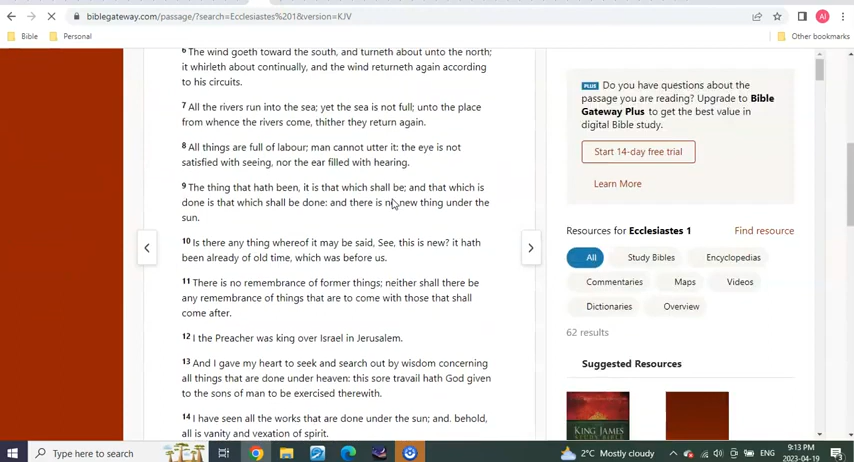 biblegateway.com/passage/?search=Ecclesiastes%201&version=KJV
AI
Bible
Personal
Other bookmarks
6 The wind goeth toward the south, and turneth about unto the north;
it whirleth about continually, and the wind returneth again according
to his circuits.
7 All the rivers run into the sea; yet the sea is not full; unto the place
from whence the rivers come, thither they return again.
8 All things are full of labour; man cannot utter it: the eye is not
satisfied with seeing, nor the ear filled with hearing.
9 The thing that hath been, it is that which shall be; and that which is
done is that which shall be done: and there is no new thing under the
sun.
10 Is there any thing whereof it may be said, See, this is new? it hath
been already of old time, which was before us.
11 There is no remembrance of former things; neither shall there be
any remembrance of things that are to come with those that shall
come after.
12 I the Preacher was king over Israel in Jerusalem.
13 And I gave my heart to seek and search out by wisdom concerning
all things that are done under heaven: this sore travail hath God given
to the sons of man to be exercised therewith.
14 I have seen all the works that are done under the sun; and, behold,
all is vanity and vexation of spirit.
PLUS Do you have questions about the
passage you are reading? Upgrade to Bible
Gateway Plus to get the best value in
digital Bible study.
Start 14-day free trial
Learn More
Resources for Ecclesiastes 1
Find resource
All
Study Bibles
Encyclopedias
Commentaries
Maps
Videos
Dictionaries
Overview
62 results
Suggested Resources
KING JAMES
STUDY BIBLE
Type here to search
2°C Mostly cloudy
ENG
9:13 PM
2023-04-19
3